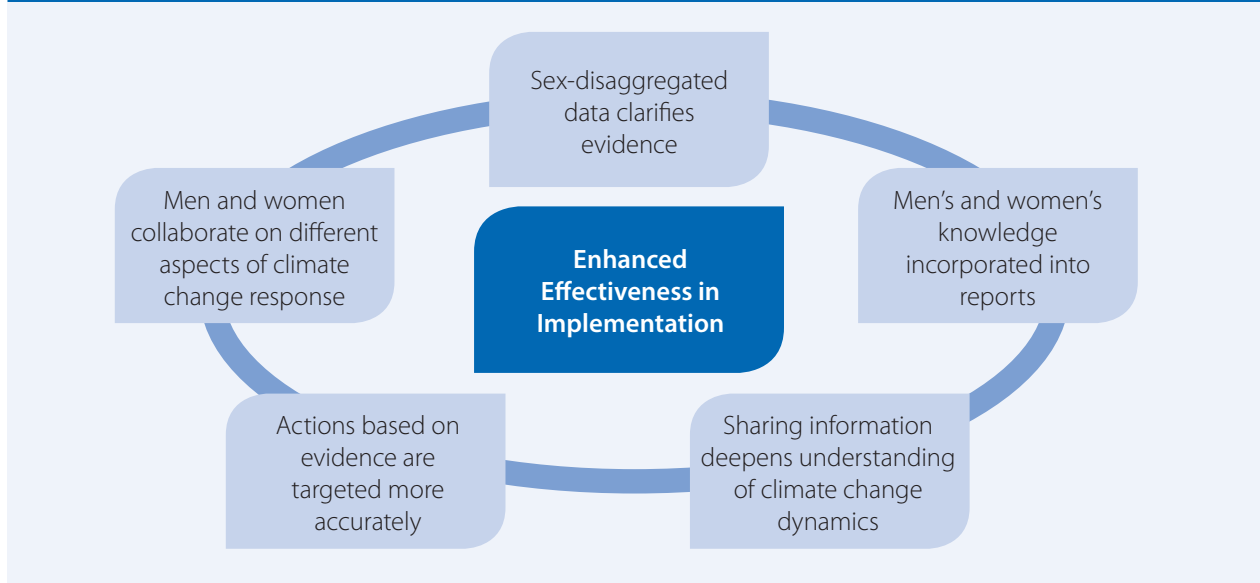 Sex-disaggregated
data clarifies
evidence
Men and women
collaborate on different
aspects of climate
change response
Men’s and women’s
knowledge
incorporated into
reports
Enhanced
Effectiveness in
Implementation
Actions based on
evidence are
targeted more
accurately
Sharing information
deepens understanding
of climate change
dynamics